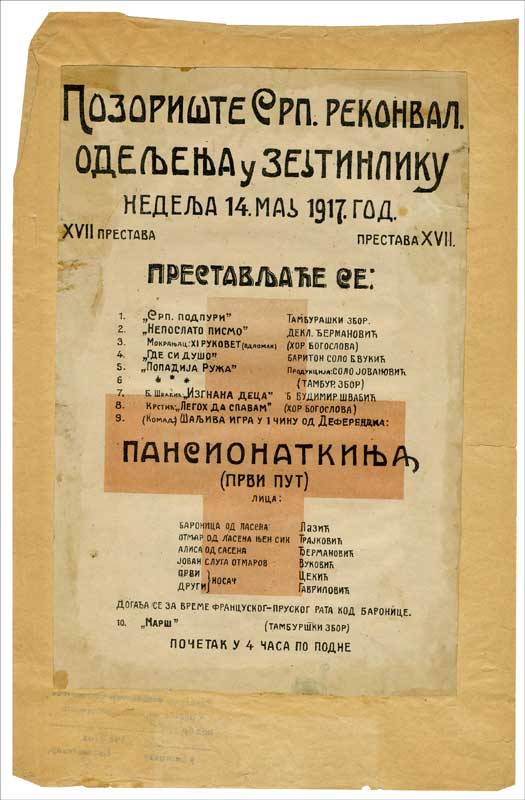 Позориште Срп. реконвал.
одељења у Зејтинлику
недеља 14. мај 1917. год.
XVII престава престава XVII.
Престављаће се:
1. „Срп. подпури" Тамбурашки збор.
2. „Непослато писмо" Декл. Ђермановић
3. Мокрањац: XI руковет (одломак) (хор богослова)
4. „Где си душо" Баритон соло Б. Вукић
5. „Попадија Ружа" Продукција: соло Јовановић
6 * * * (тамбур. збор)
7. Б. Швабић „Изгнана деца" Б. Будимир Швабић
8. Крстић: „Легох да спавам" (хор богослова)
9. (Комад) Шаљива игра у 1 чину од Деферендиа:
Пансионаткиња
(први пут)
лица:
Бароница од Ласена: Лазић
Отмар од Ласена њен син Трајковић
Алиса од Сасена Ђермановић
Јован слуга Отмаров Вуковић
Први Цекић
носач
Други Гавриловић
Догађа се за време француског-пруског рата код баронице.
10. „Марш" (тамбуршки збор)
Почетак у 4 часа по подне